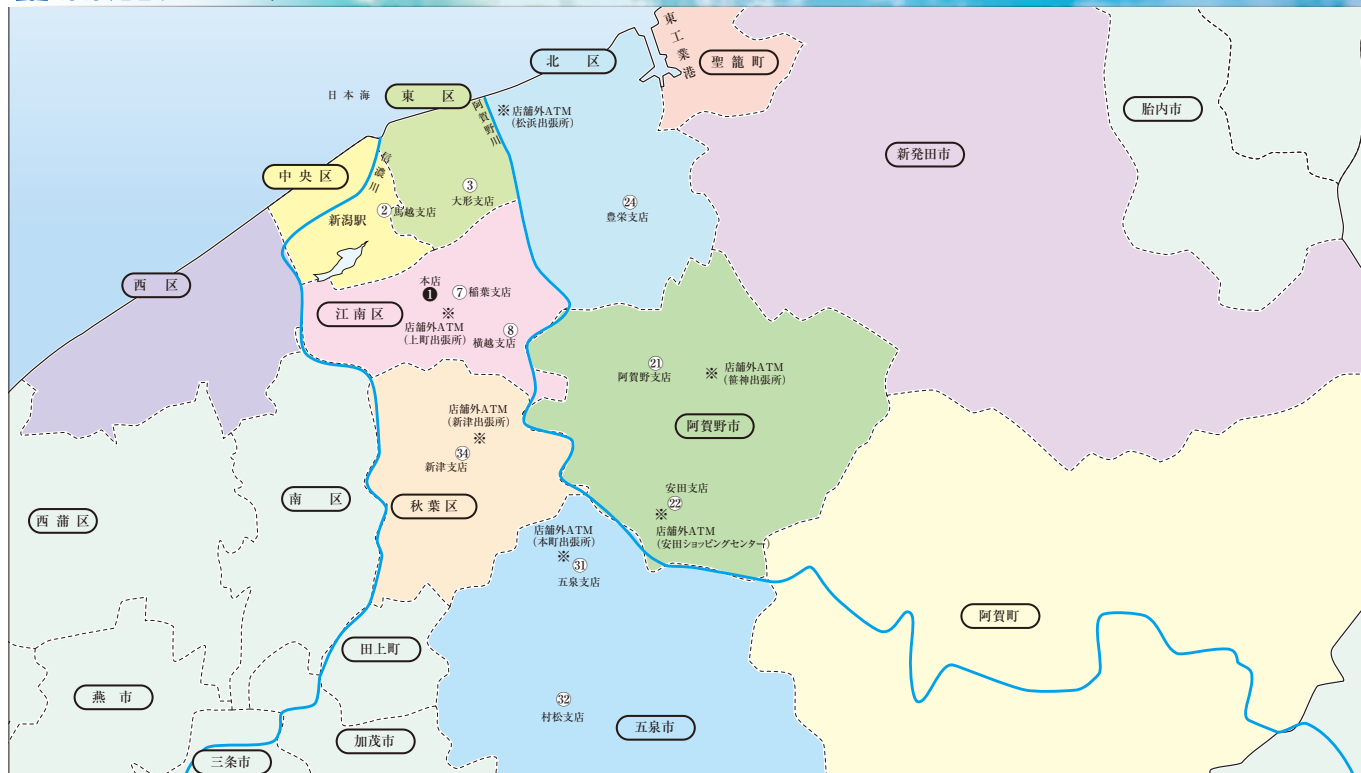 東工業港
北　区
聖籠町
日本海
東　区
阿賀野川
※店舗外ATM
(松浜出張所)
胎内市
新発田市
信濃川
中央区
③
大形支店
②馬越支店
新潟駅
㉔
豊栄支店
西　区
本店
❶
⑦稲葉支店
江南区
※
店舗外ATM
(上町出張所)
⑧
横越支店
㉑
阿賀野支店
※ 店舗外ATM
(笹神出張所)
店舗外ATM
(新津出張所)
※
阿賀野市
㉞
新津支店
安田支店
㉒
※
店舗外ATM
(安田ショッピングセンター)
南　区
秋葉区
西蒲区
店舗外ATM
(本町出張所)
※
㉛
五泉支店
阿賀町
田上町
燕　市
㉜
村松支店
五泉市
加茂市
三条市